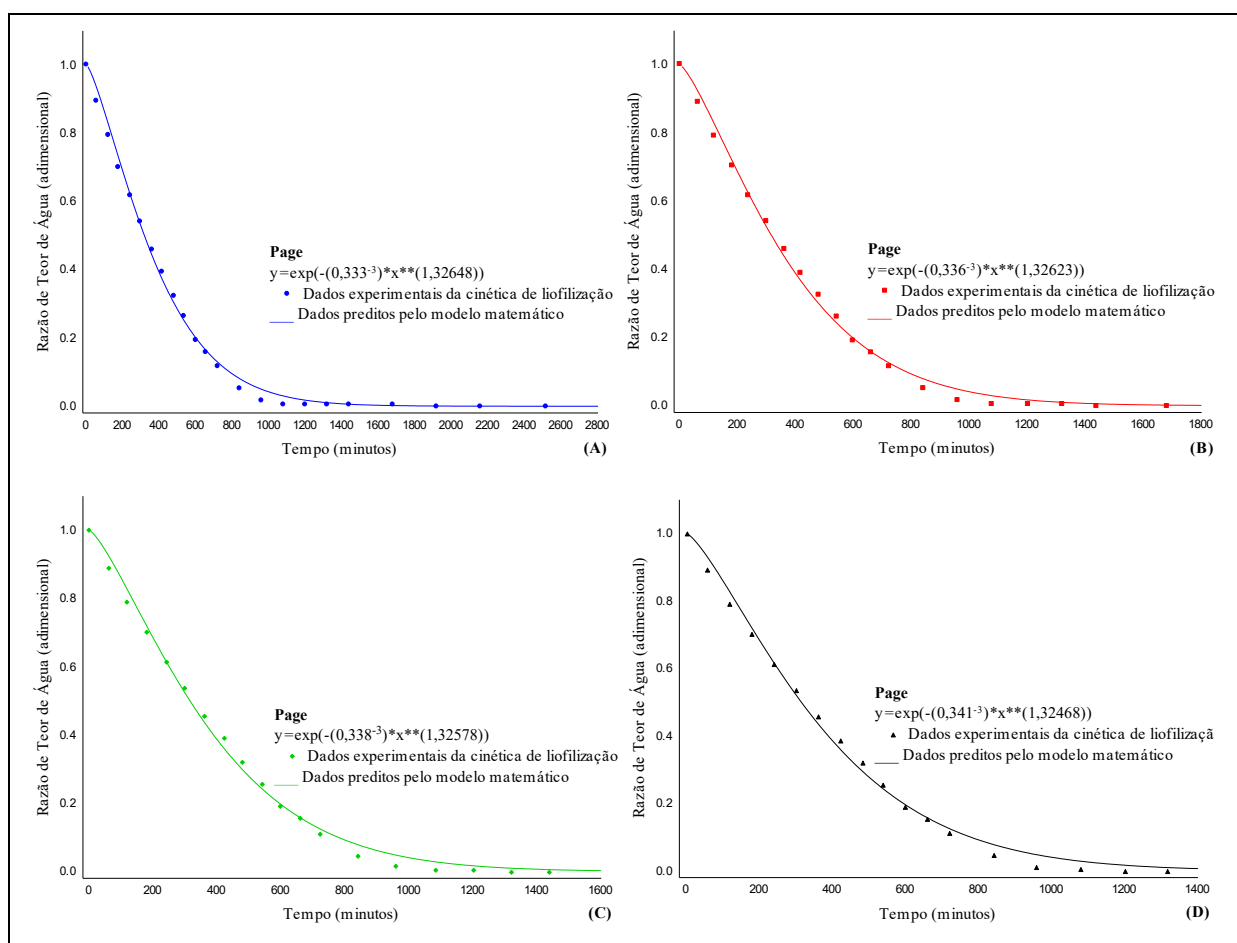 Razão de Teor de Água (adimensional)
1.0
0.8
0.6
0.4
0.2
0.0
Page
y=exp(-(0,333-3)*x**(1,32648))
Dados experimentais da cinética de liofilização
Dados preditos pelo modelo matemático
0 200 400 600 800 1000 1200 1400 1600 1800 2000 2200 2400 2600 2800
Tempo (minutos)
(A)
Razão de Teor de Água (adimensional)
1.0
0.8
0.6
0.4
0.2
0.0
Page
y=exp(-(0,336-3)*x**(1,32623))
Dados experimentais da cinética de liofilização
Dados preditos pelo modelo matemático
0 200 400 600 800 1000 1200 1400 1600 1800
Tempo (minutos)
(B)
Razão de Teor de Água (adimensional)
1.0
0.8
0.6
0.4
0.2
0.0
Page
y=exp(-(0,338-3)*x**(1,32578))
Dados experimentais da cinética de liofilização
Dados preditos pelo modelo matemático
0 200 400 600 800 1000 1200 1400 1600
Tempo (minutos)
(C)
Razão de Teor de Água (adimensional)
1.0
0.8
0.6
0.4
0.2
0.0
Page
y=exp(-(0,341-3)*x**(1,32468))
Dados experimentais da cinética de liofilizaçã
Dados preditos pelo modelo matemático
0 200 400 600 800 1000 1200 1400
Tempo (minutos)
(D)